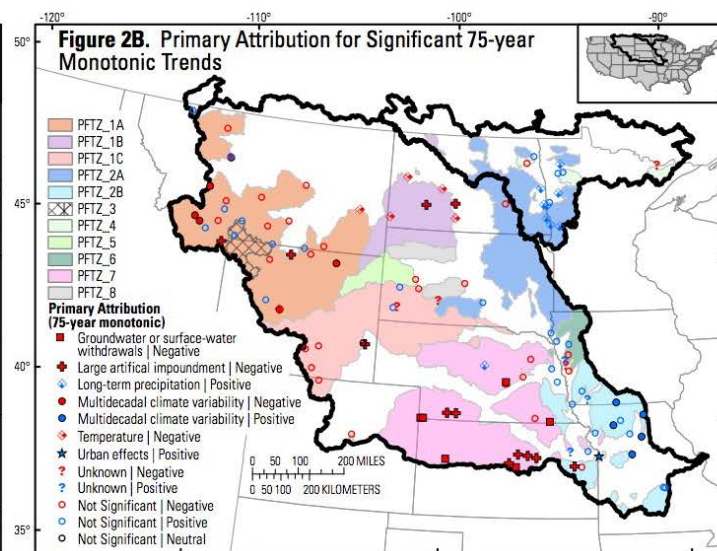 -120°
-110°
-100°
-90°
50°
Figure 2B. Primary Attribution for Significant 75-year
Monotonic Trends
PFTZ_1A
PFTZ_1B
PFTZ_1C
PFTZ_2A
PFTZ_2B
PFTZ_3
PFTZ_4
PFTZ_5
PFTZ_6
PFTZ_7
PFTZ_8
45°
Primary Attribution
(75-year monotonic)
Groundwater or surface-water
withdrawals | Negative
Large artifical impoundment | Negative
Long-term precipitation | Positive
Multidecadal climate variability | Negative
Multidecadal climate variability | Positive
Temperature | Negative
Urban effects | Positive
? Unknown | Negative
? Unknown | Positive
Not Significant | Negative
Not Significant | Positive
Not Significant | Neutral
40°
35°
0 50 100 200 MILES
0 50 100 200 KILOMETERS